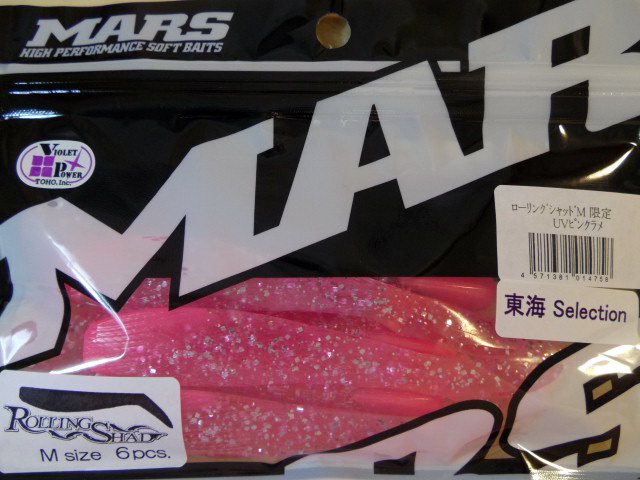 MARS
HIGH PERFORMANCE SOFT BAITS
MAR
VIOLET
POWER
TOHO, Inc.
ローリングシャッドM 限定
UVピンクラメ
4 571381 014758
東海 Selection
ROLLING SHAD
M size 6pcs.